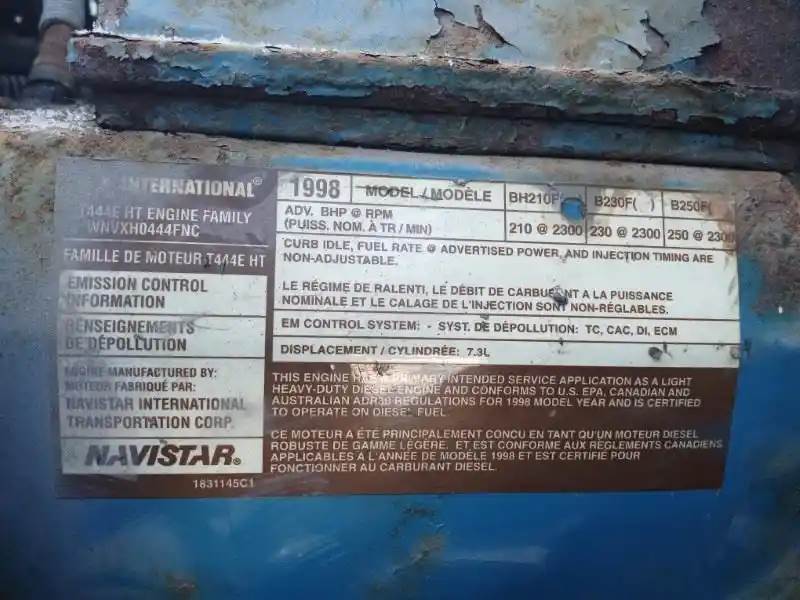 INTERNATIONAL®
T444E HT ENGINE FAMILY
WNVXH0444FNC
FAMILLE DE MOTEUR T444E HT
EMISSION CONTROL
INFORMATION
RENSEIGNEMENTS
DE DÉPOLLUTION
ENGINE MANUFACTURED BY:
MOTEUR FABRIQUÉ PAR:
NAVISTAR INTERNATIONAL
TRANSPORTATION CORP.
NAVISTAR®
1831145C1
1998 MODEL / MODÈLE BH210F( B230F( ) B250F(
ADV. BHP @ RPM
(PUISS. NOM. À TR / MIN) 210 @ 2300 230 @ 2300 250 @ 2300
CURB IDLE, FUEL RATE @ ADVERTISED POWER, AND INJECTION TIMING ARE
NON-ADJUSTABLE.
LE RÉGIME DE RALENTI, LE DÉBIT DE CARBURANT A LA PUISSANCE
NOMINALE ET LE CALAGE DE L'INJECTION SONT NON-RÉGLABLES.
EM CONTROL SYSTEM: - SYST. DE DÉPOLLUTION: TC, CAC, DI, ECM
DISPLACEMENT / CYLINDRÉE: 7.3L
THIS ENGINE HAS A PRIMARY INTENDED SERVICE APPLICATION AS A LIGHT
HEAVY-DUTY DIESEL ENGINE AND CONFORMS TO U.S. EPA, CANADIAN AND
AUSTRALIAN ADR30 REGULATIONS FOR 1998 MODEL YEAR AND IS CERTIFIED
TO OPERATE ON DIESEL FUEL.
CE MOTEUR A ÉTÉ PRINCIPALEMENT CONCU EN TANT QU'UN MOTEUR DIESEL
ROBUSTE DE GAMME LÉGÈRE. ET EST CONFORME AUX REGLEMENTS CANADIENS
APPLICABLES A L'ANNÉE DE MODÈLE 1998 ET EST CERTIFIÉ POUR
FONCTIONNER AU CARBURANT DIESEL.